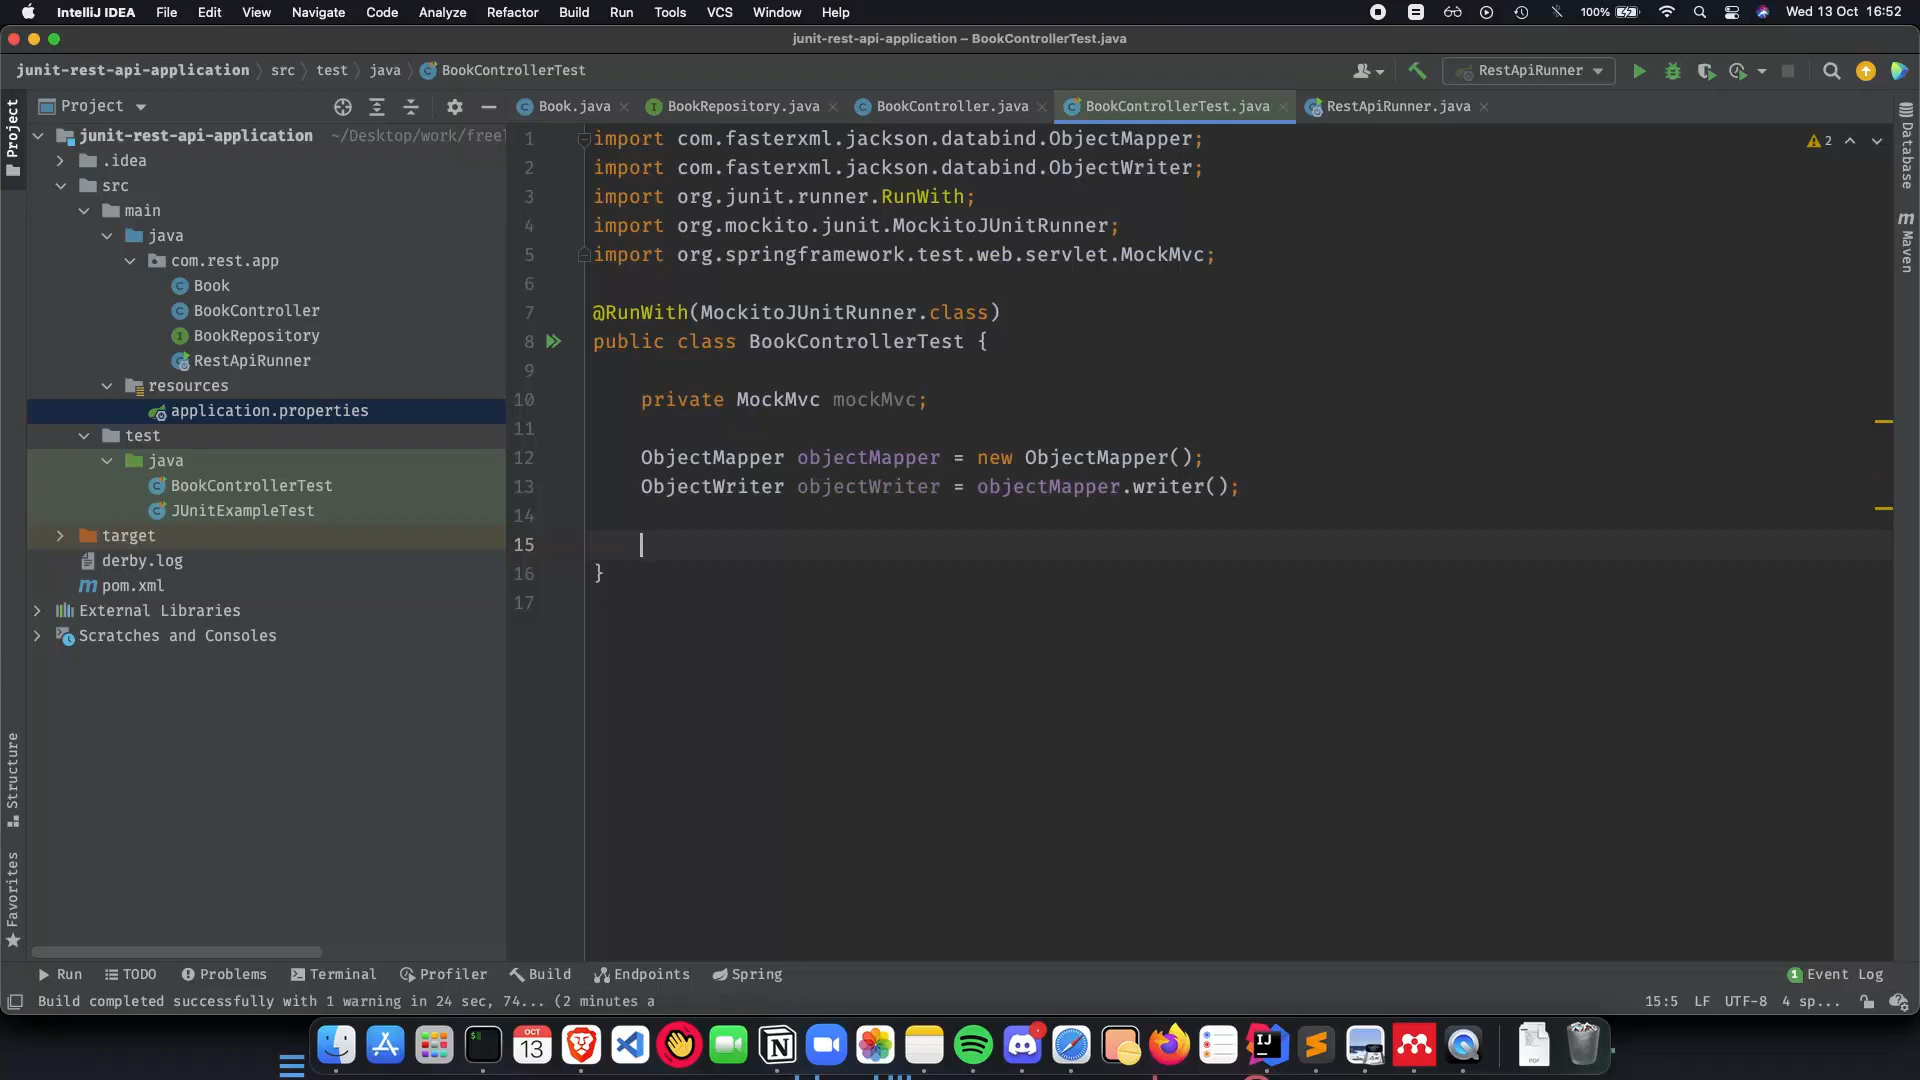 IntelliJ IDEA File Edit View Navigate Code Analyze Refactor Build Run Tools VCS Window Help 100% Wed 13 Oct 16:52
junit-rest-api-application – BookControllerTest.java
junit-rest-api-application src test java BookControllerTest RestApiRunner
Project Book.java BookRepository.java BookController.java BookControllerTest.java RestApiRunner.java
Project
Database
Maven
Structure
Favorites
junit-rest-api-application ~/Desktop/work/free
.idea
src
main
java
com.rest.app
Book
BookController
BookRepository
RestApiRunner
resources
application.properties
test
java
BookControllerTest
JUnitExampleTest
target
derby.log
pom.xml
External Libraries
Scratches and Consoles
2
1 import com.fasterxml.jackson.databind.ObjectMapper;
2 import com.fasterxml.jackson.databind.ObjectWriter;
3 import org.junit.runner.RunWith;
4 import org.mockito.junit.MockitoJUnitRunner;
5 import org.springframework.test.web.servlet.MockMvc;
6
7 @RunWith(MockitoJUnitRunner.class)
8 public class BookControllerTest {
9
10 private MockMvc mockMvc;
11
12 ObjectMapper objectMapper = new ObjectMapper();
13 ObjectWriter objectWriter = objectMapper.writer();
14
15
16 }
17
Run TODO Problems Terminal Profiler Build Endpoints Spring 1 Event Log
Build completed successfully with 1 warning in 24 sec, 74... (2 minutes a 15:5 LF UTF-8 4 sp...
OCT
13
IJ
PDF